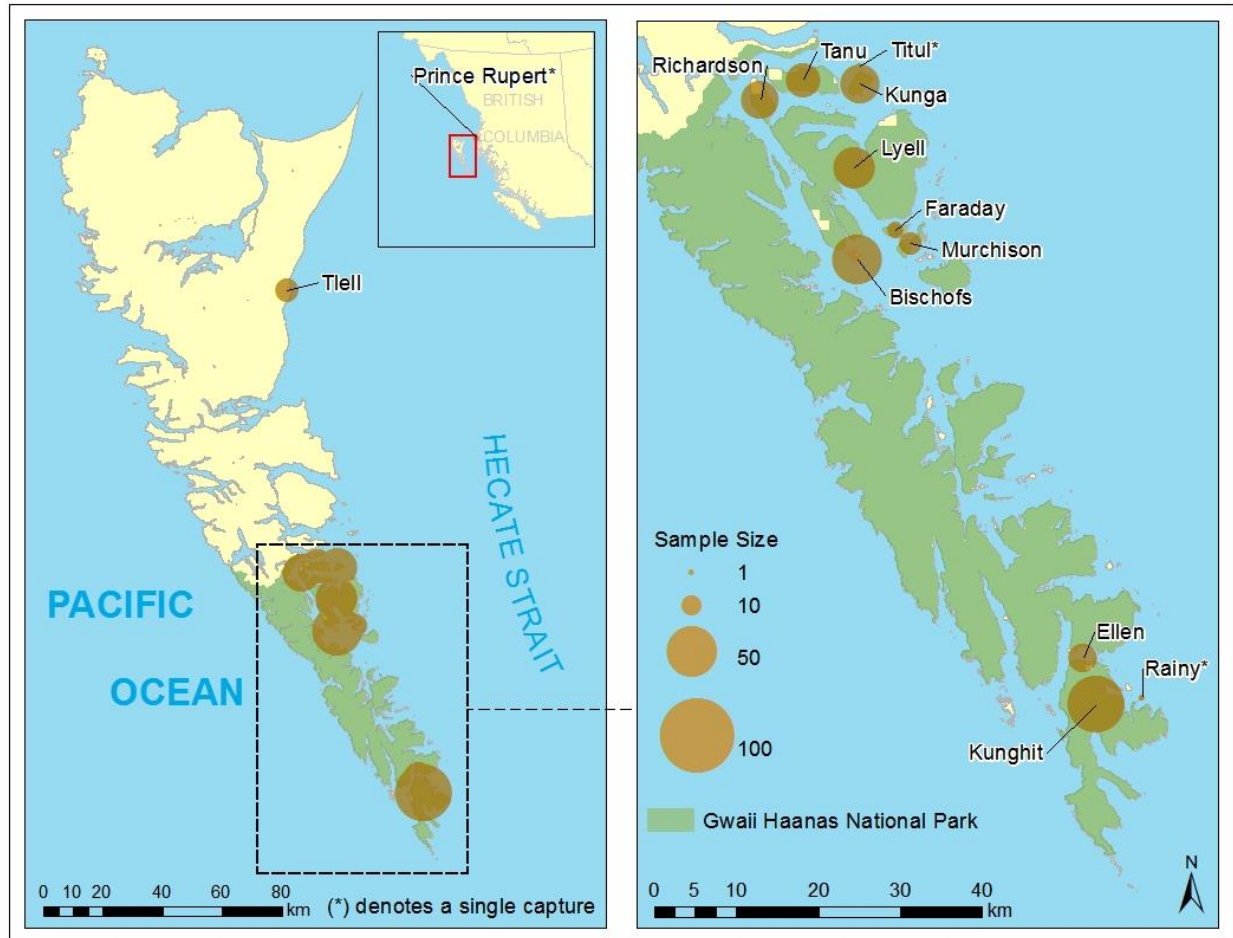 Prince Rupert*
BRITISH
COLUMBIA
Tlell
HECATE STRAIT
PACIFIC
OCEAN
0 10 20 40 60 80
km
(*) denotes a single capture
Richardson
Tanu
Titul*
Kunga
Lyell
Faraday
Murchison
Bischofs
Sample Size
1
10
50
100
Ellen
Rainy*
Kunghit
Gwaii Haanas National Park
0 10 20 30 40
km
N